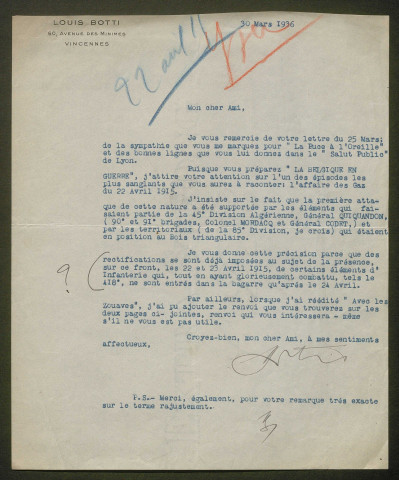 LOUIS BOTTI
60, AVENUE DES MINIMES
VINCENNES
30 Mars 1936
22 avril
Mon cher Ami,
Je vous remercie de votre lettre du 25 Mars;
de la sympathie que vous me marquez pour "La Puce à l'Oreille"
et des bonnes lignes que vous lui donnez dans le "Salut Public"
de Lyon.
Puisque vous préparez "LA BELGIQUE EN
GUERRE", j'attire votre attention sur l'un des épisodes les
plus sanglants que vous aurez à raconter: l'affaire des Gaz
du 22 Avril 1915.
J'insiste sur le fait que la première atta-
que de cette nature a été supportée par les éléments qui fai-
saient partie de la 45° Division Algérienne, Général QUIQUANDON,
(90° et 91° brigades, Colonel MORDACQ et Général CODET,) et
par les territoriaux (de la 85° Division, je crois) qui étaient
en position au Bois triangulaire.
Je vous donne cette précision parce que des
rectifications se sont déjà imposées au sujet de la présence,
sur ce front, les 22 et 23 Avril 1915, de certains éléments d'
Infanterie qui, tout en ayant glorieusement combattu, tels le
418°, ne sont entrés dans la bagarre qu'après le 24 Avril.
?
Par ailleurs, lorsque j'ai réédité "Avec les
Zouaves", j'ai pu ajouter le renvoi que vous trouverez sur les
deux pages ci-jointes, renvoi qui vous intéressera - même
s'il ne vous est pas utile.
Croyez-bien, mon cher Ami, à mes sentiments
affectueux,
P.S.- Merci, également, pour votre remarque très exacte
sur le terme rajustement.